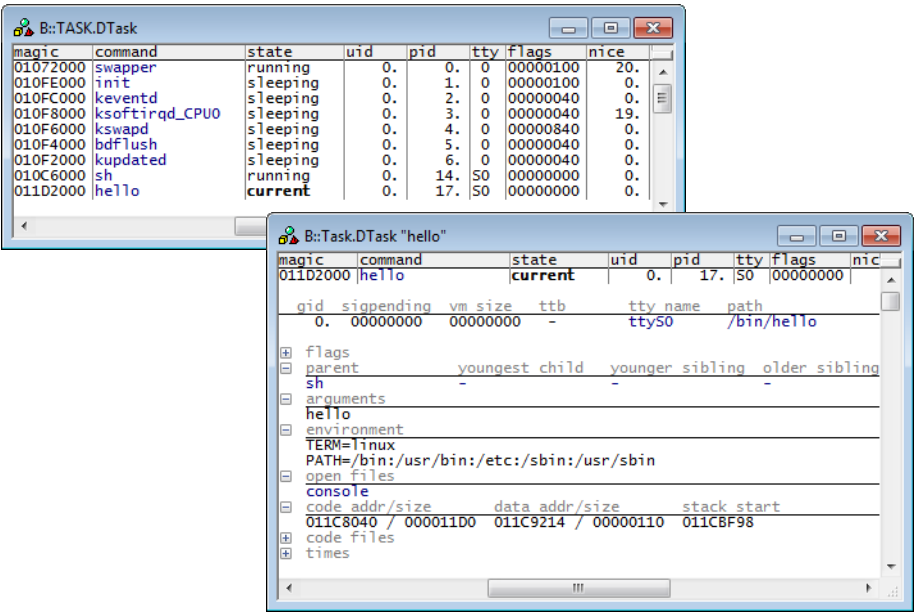 B::TASK.DTask
magic command state uid pid tty flags nice
01072000 swapper running 0. 0. 0 00000100 20.
010FE000 init sleeping 0. 1. 0 00000100 0.
010FC000 keventd sleeping 0. 2. 0 00000040 0.
010F8000 ksoftirqd_CPU0 sleeping 0. 3. 0 00000040 19.
010F6000 kswapd sleeping 0. 4. 0 00000840 0.
010F4000 bdflush sleeping 0. 5. 0 00000040 0.
010F2000 kupdated sleeping 0. 6. 0 00000040 0.
010C6000 sh running 0. 14. S0 00000000 0.
011D2000 hello current 0. 17. S0 00000000 0.
B::Task.DTask "hello"
magic command state uid pid tty flags nic
011D2000 hello current 0. 17. S0 00000000
gid sigpending vm size ttb tty name path
0. 00000000 00000000 - ttyS0 /bin/hello
flags
parent youngest child younger sibling older sibling
sh - - -
arguments
hello
environment
TERM=linux
PATH=/bin:/usr/bin:/etc:/sbin:/usr/sbin
open files
console
code addr/size data addr/size stack start
011C8040 / 000011D0 011C9214 / 00000110 011CBF98
code files
times